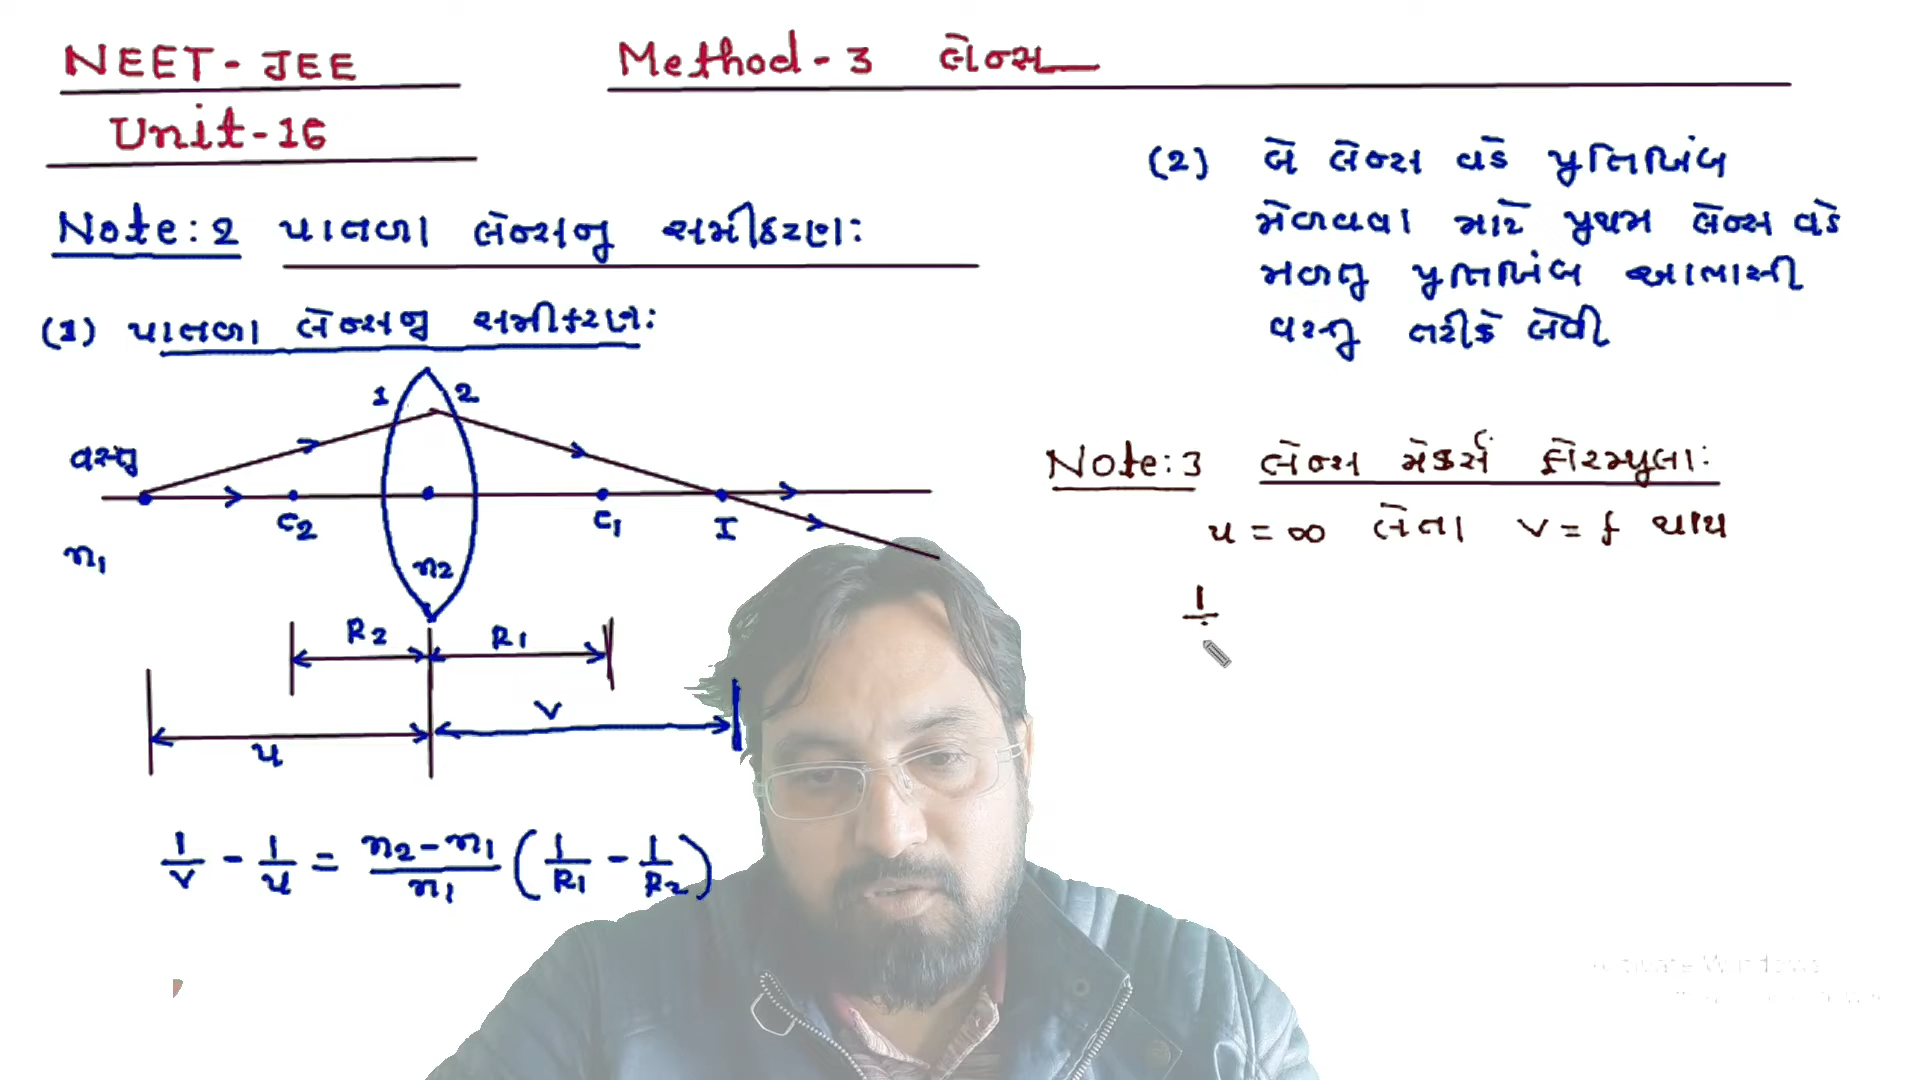 NEET - JEE
Unit - 16
Method - 3 લેન્સ
Note: 2 પાતળા લેન્સનુ સમીકરણ:
(1) પાતળા લેન્સનુ સમીકરણ:
1 2
વસ્તુ
C2 C1 I
n1
n2
R2 R1
v
u
1/v - 1/u = n2 - n1/n1 (1/R1 - 1/R2)
(2) બે લેન્સ વડે પ્રતિબિંબ
મેળવવા માટે પ્રથમ લેન્સ વડે
મળતુ પ્રતિબિંબ આભાસી
વસ્તુ તરીકે લેવી
Note: 3 લેન્સ મેકર્સ ફોરમ્યુલા:
u = ∞ લેતા v = f થાય
1